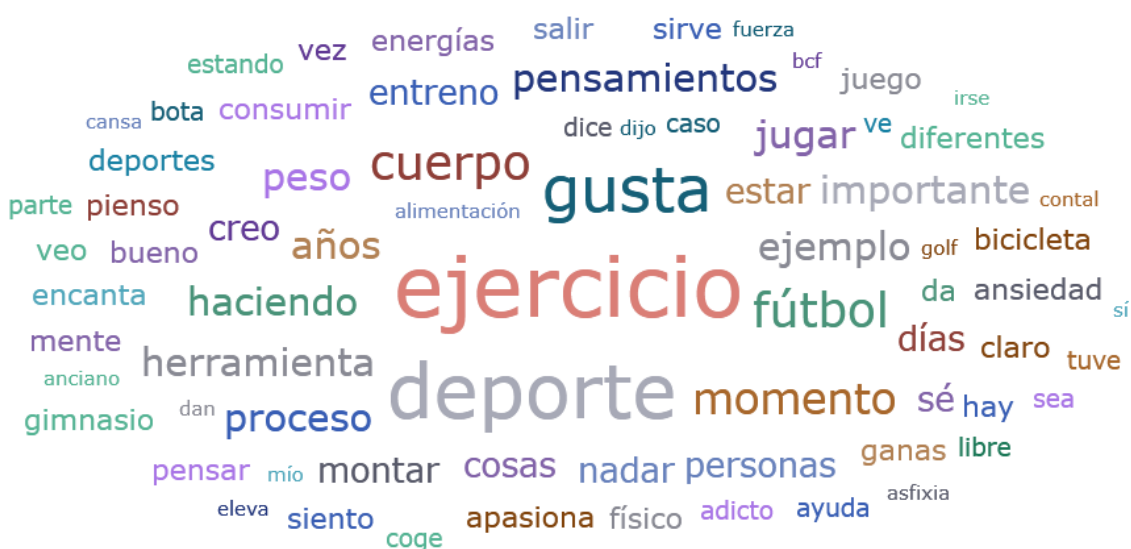 salir sirve fuerza
vez energías
estando bcf
pensamientos juego
entreno irse
bota consumir
cansa dice dijo caso jugar ve diferentes
deportes cuerpo
peso gusta estar importante
parte pienso alimentación contal
creo
veo bueno años ejemplo golf bicicleta
encanta haciendo ejercicio fútbol da ansiedad
sí
mente días claro
herramienta tuve
anciano deporte momento sé hay sea
gimnasio dan proceso
ganas libre
pensar mío montar cosas nadar personas
asfixia
eleva siento apasiona físico adicto ayuda
coge